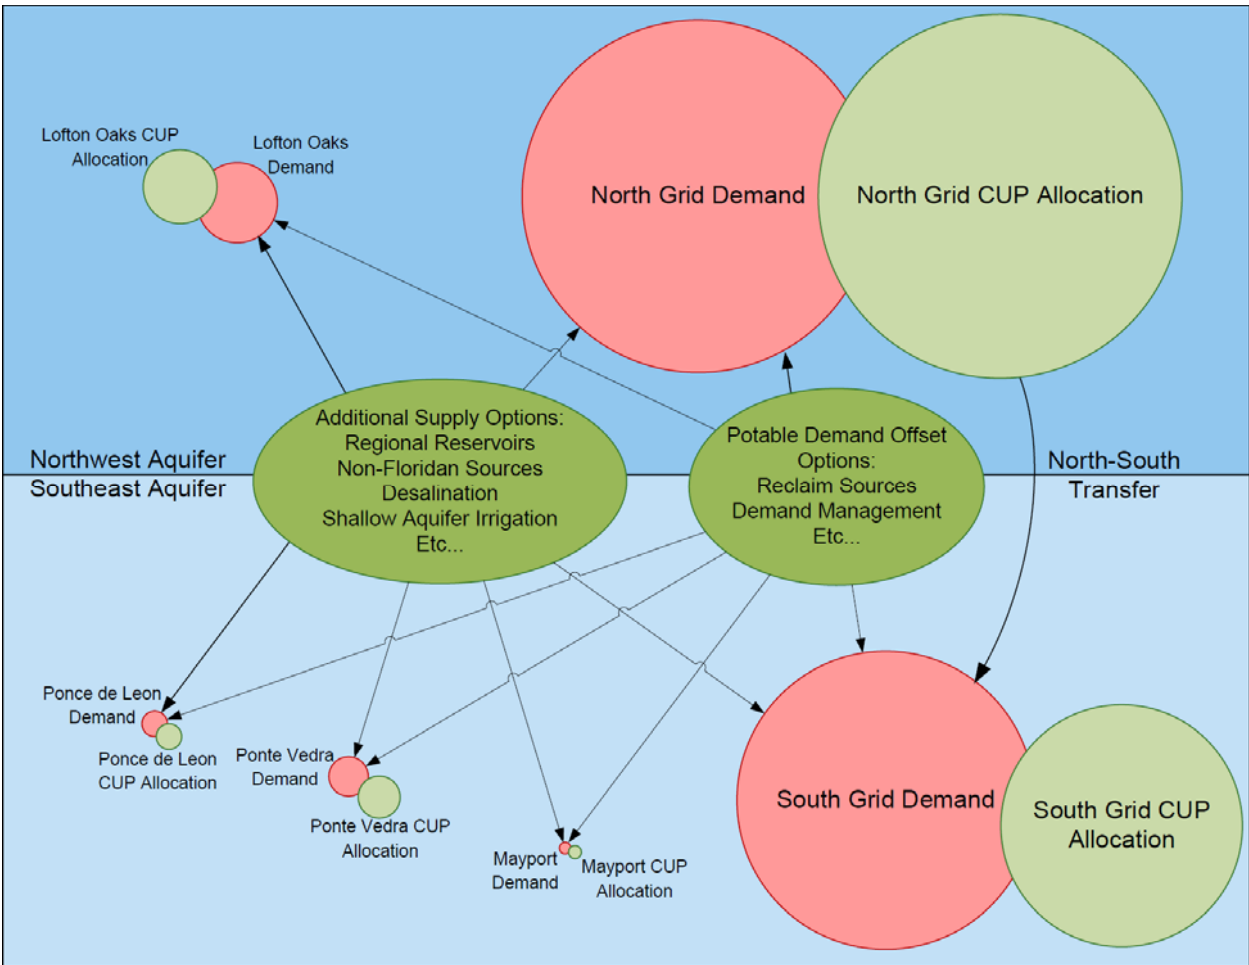 Lofton Oaks CUP
Allocation
Lofton Oaks
Demand
North Grid Demand
North Grid CUP Allocation
Additional Supply Options:
Regional Reservoirs
Non-Floridan Sources
Desalination
Shallow Aquifer Irrigation
Etc...
Potable Demand Offset
Options:
Reclaim Sources
Demand Management
Etc...
Northwest Aquifer
Southeast Aquifer
North-South
Transfer
Ponce de Leon
Demand
Ponce de Leon
CUP Allocation
Ponte Vedra
Demand
Ponte Vedra CUP
Allocation
Mayport
Demand
Mayport CUP
Allocation
South Grid Demand
South Grid CUP
Allocation